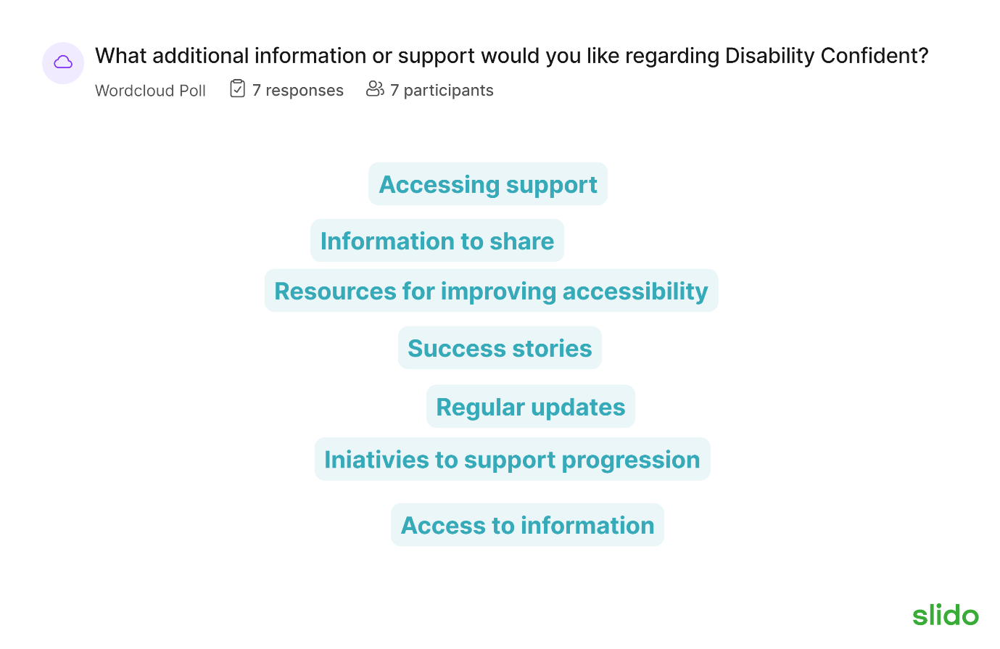 What additional information or support would you like regarding Disability Confident?
Wordcloud Poll 7 responses 7 participants
Accessing support
Information to share
Resources for improving accessibility
Success stories
Regular updates
Iniativies to support progression
Access to information
slido